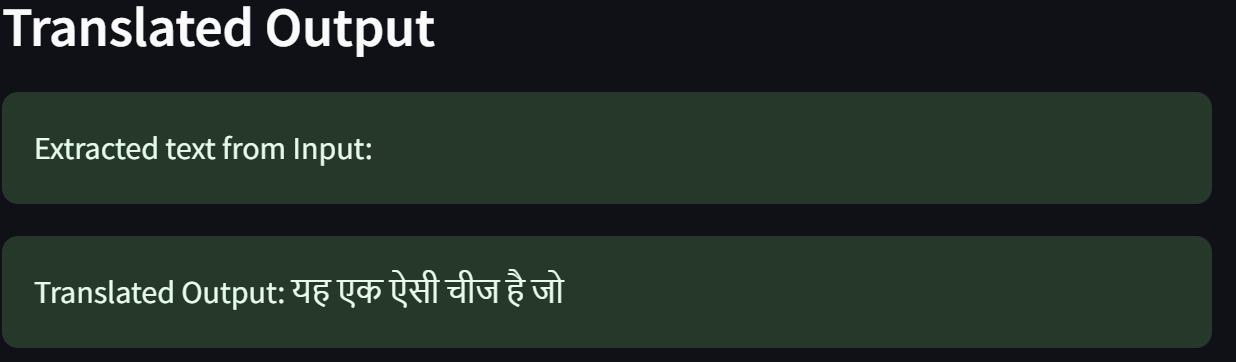 Translated Output
Extracted text from Input:
Translated Output: यह एक ऐसी चीज है जो